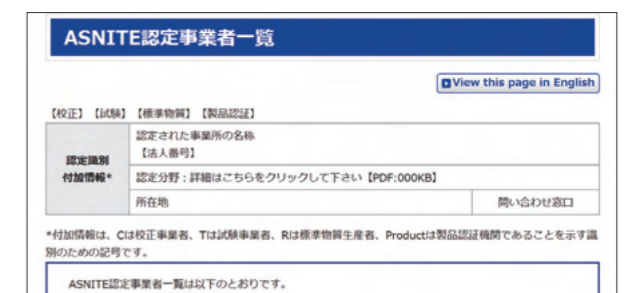 ASNITE認定事業者一覧
View this page in English
【校正】【試験】【標準物質】【製品認証】
認定識別
付加情報*
認定された事業所の名称
【法人番号】
認定分野：詳細はこちらをクリックして下さい【PDF:000KB】
所在地
問い合わせ窓口
*付加情報は、Cは校正事業者、Tは試験事業者、Rは標準物質生産者、Productは製品認証機関であることを示す識
別のための記号です。
ASNITE認定事業者一覧は以下のとおりです。